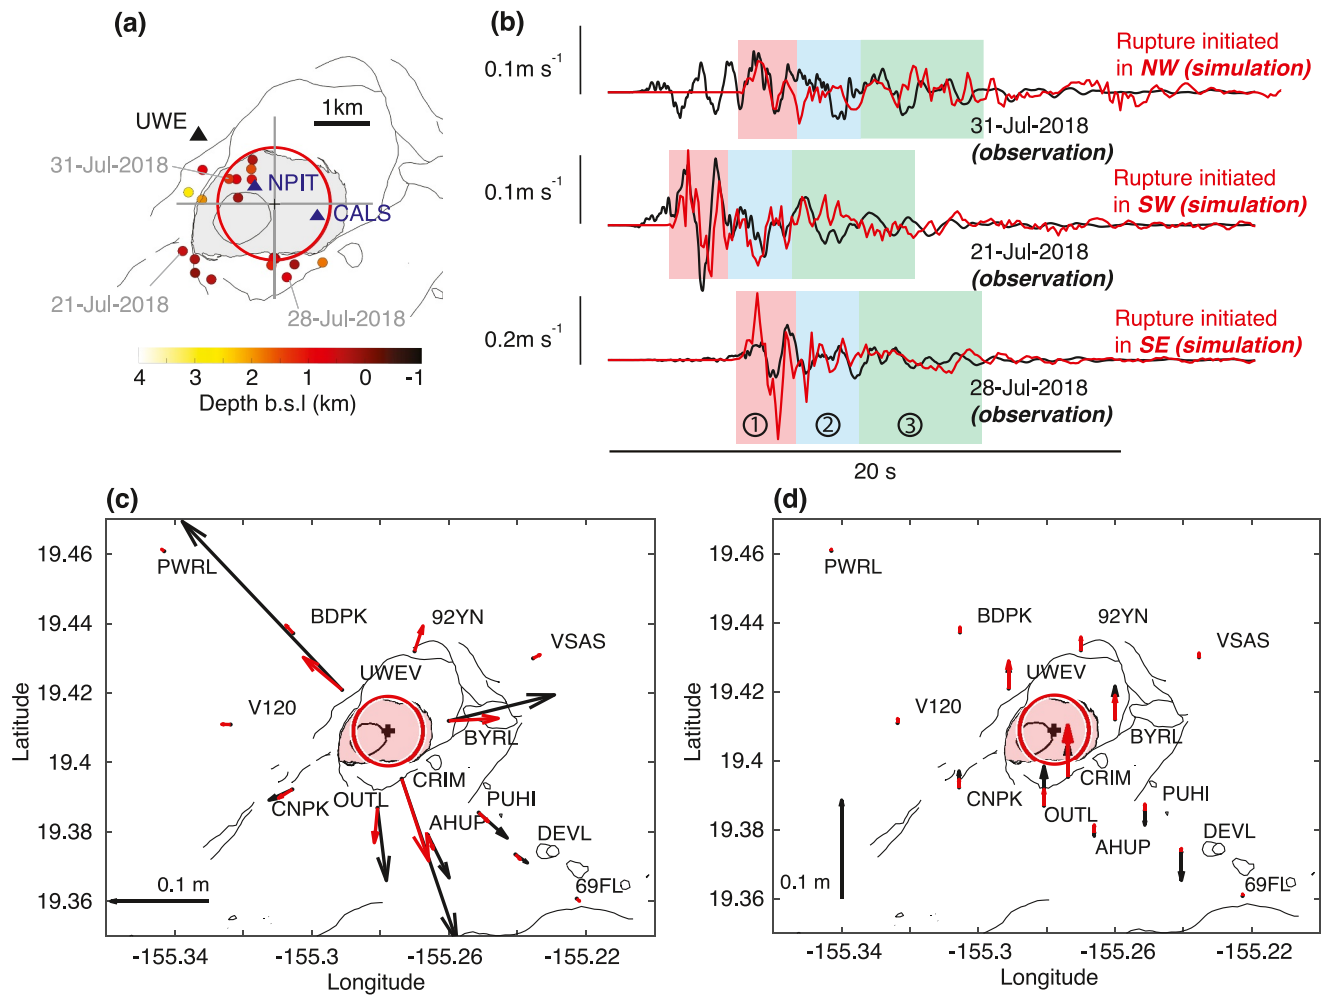 (a)
1km
UWE
31-Jul-2018
NPIT
CALS
21-Jul-2018
28-Jul-2018
4 3 2 1 0 -1
Depth b.s.l (km)
(b)
0.1m s⁻¹
Rupture initiated
in NW (simulation)
31-Jul-2018
(observation)
0.1m s⁻¹
Rupture initiated
in SW (simulation)
21-Jul-2018
(observation)
0.2m s⁻¹
Rupture initiated
in SE (simulation)
28-Jul-2018
(observation)
① ② ③
20 s
(c)
19.46
19.44
19.42
19.4
19.38
19.36
Latitude
PWRL
BDPK
92YN
VSAS
UWEV
V120
BYRL
CRIM
CNPK
OUTL
PUHI
AHUP
DEVL
69FL
0.1 m
-155.34 -155.3 -155.26 -155.22
Longitude
(d)
19.46
19.44
19.42
19.4
19.38
19.36
Latitude
PWRL
BDPK
92YN
VSAS
UWEV
V120
BYRL
CRIM
CNPK
OUTL
PUHI
AHUP
DEVL
69FL
0.1 m
-155.34 -155.3 -155.26 -155.22
Longitude